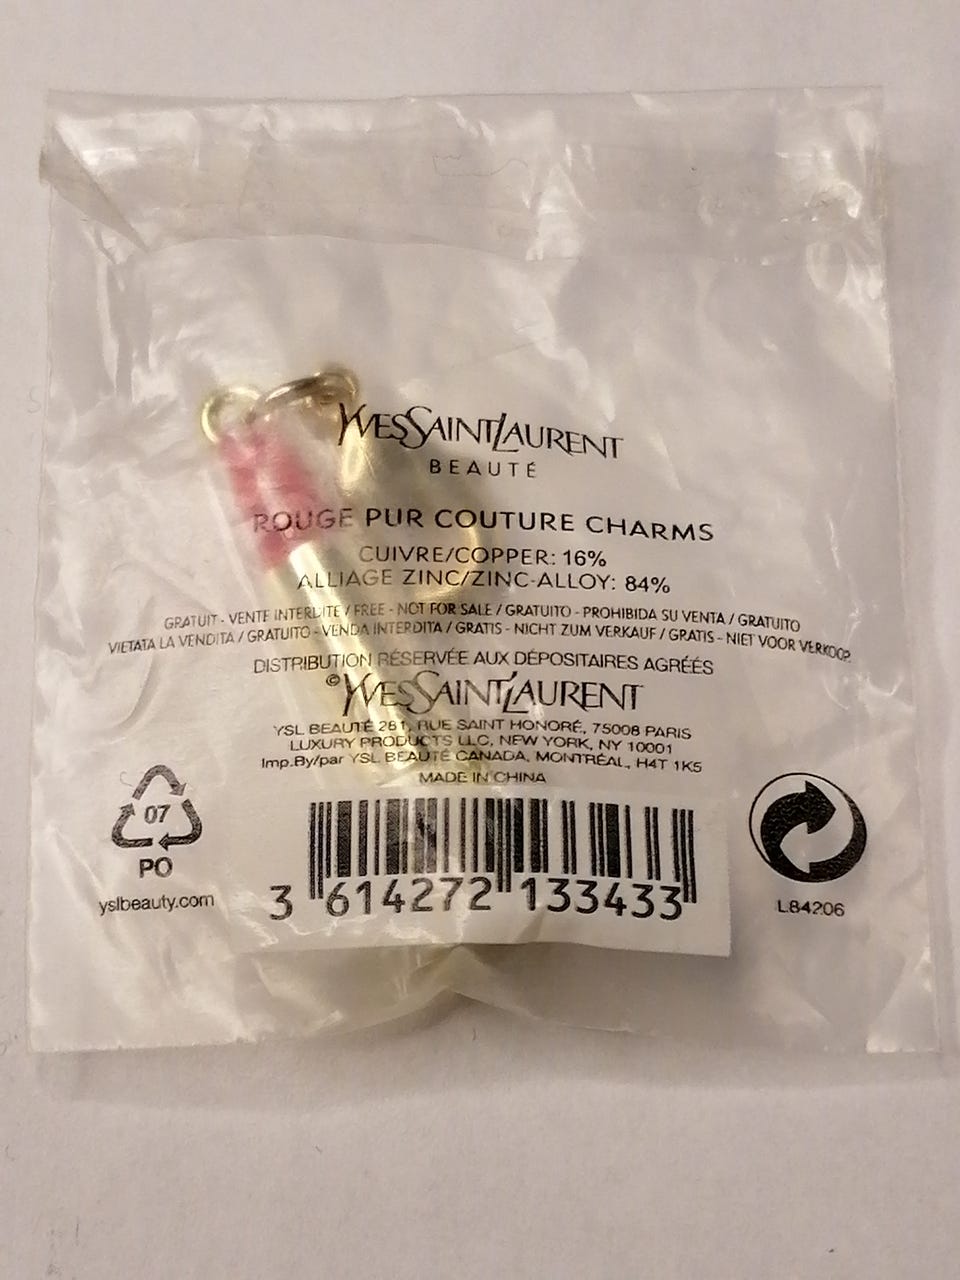 YVESSAINTLAURENT
BEAUTÉ
ROUGE PUR COUTURE CHARMS
CUIVRE/COPPER: 16%
ALLIAGE ZINC/ZINC-ALLOY: 84%
GRATUIT - VENTE INTERDITE / FREE - NOT FOR SALE / GRATUITO - PROHIBIDA SU VENTA / GRATUITO
VIETATA LA VENDITA / GRATUITO - VENDA INTERDITA / GRATIS - NICHT ZUM VERKAUF / GRATIS - NIET VOOR VERKOOP
DISTRIBUTION RÉSERVÉE AUX DÉPOSITAIRES AGRÉÉS
©YVESSAINTLAURENT
YSL BEAUTÉ 281, RUE SAINT HONORÉ, 75008 PARIS
LUXURY PRODUCTS LLC, NEW YORK, NY 10001
Imp.By/par YSL BEAUTÉ CANADA, MONTRÉAL, H4T 1K5
MADE IN CHINA
07
PO
yslbeauty.com
3 614272 133433
L84206